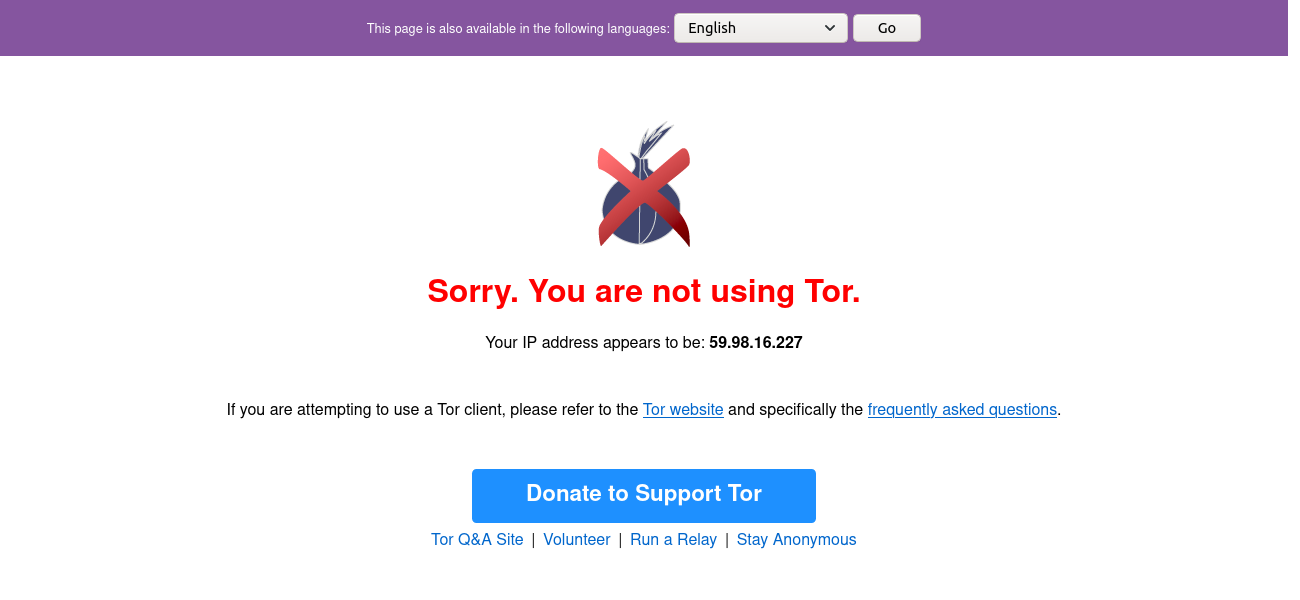 This page is also available in the following languages: English Go
Sorry. You are not using Tor.
Your IP address appears to be: 59.98.16.227
If you are attempting to use a Tor client, please refer to the Tor website and specifically the frequently asked questions.
Donate to Support Tor
Tor Q&A Site | Volunteer | Run a Relay | Stay Anonymous